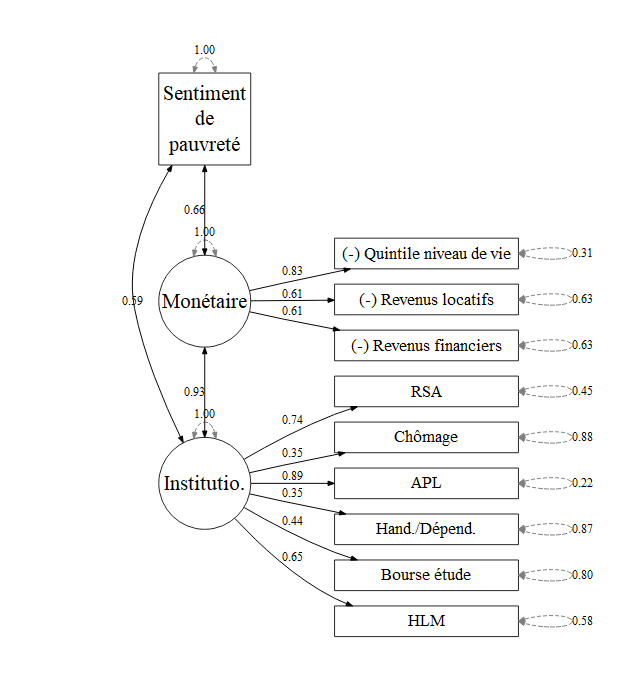 1.00
Sentiment
de
pauvreté
0.66
1.00
(-) Quintile niveau de vie
0.31
0.83
Monétaire
0.61
(-) Revenus locatifs
0.63
0.59
0.61
(-) Revenus financiers
0.63
0.93
RSA
0.45
1.00
0.74
Chômage
0.88
0.35
Institutio.
0.89
APL
0.22
0.35
Hand./Dépend.
0.87
0.44
Bourse étude
0.80
0.65
HLM
0.58